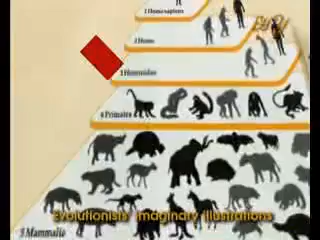 1 Homo sapiens
2 Homo
3 Hominidae
4 Primates
5 Mammalia
Evolutionists' imaginary illustrations